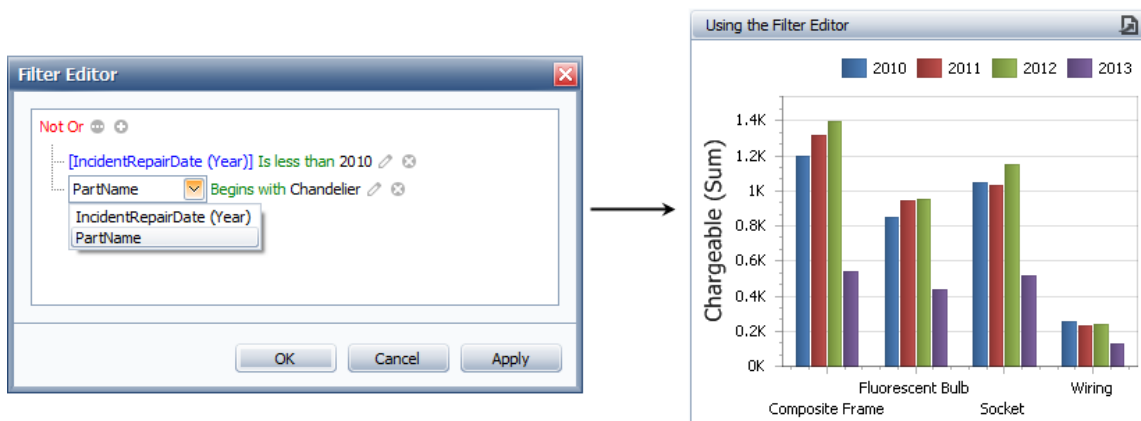 Filter Editor
Not Or
[IncidentRepairDate (Year)] Is less than 2010
PartName Begins with Chandelier
IncidentRepairDate (Year)
PartName
OK Cancel Apply
Using the Filter Editor
2010 2011 2012 2013
Chargeable (Sum)
1.4K
1.2K
1K
0.8K
0.6K
0.4K
0.2K
0K
Fluorescent Bulb Wiring
Composite Frame Socket